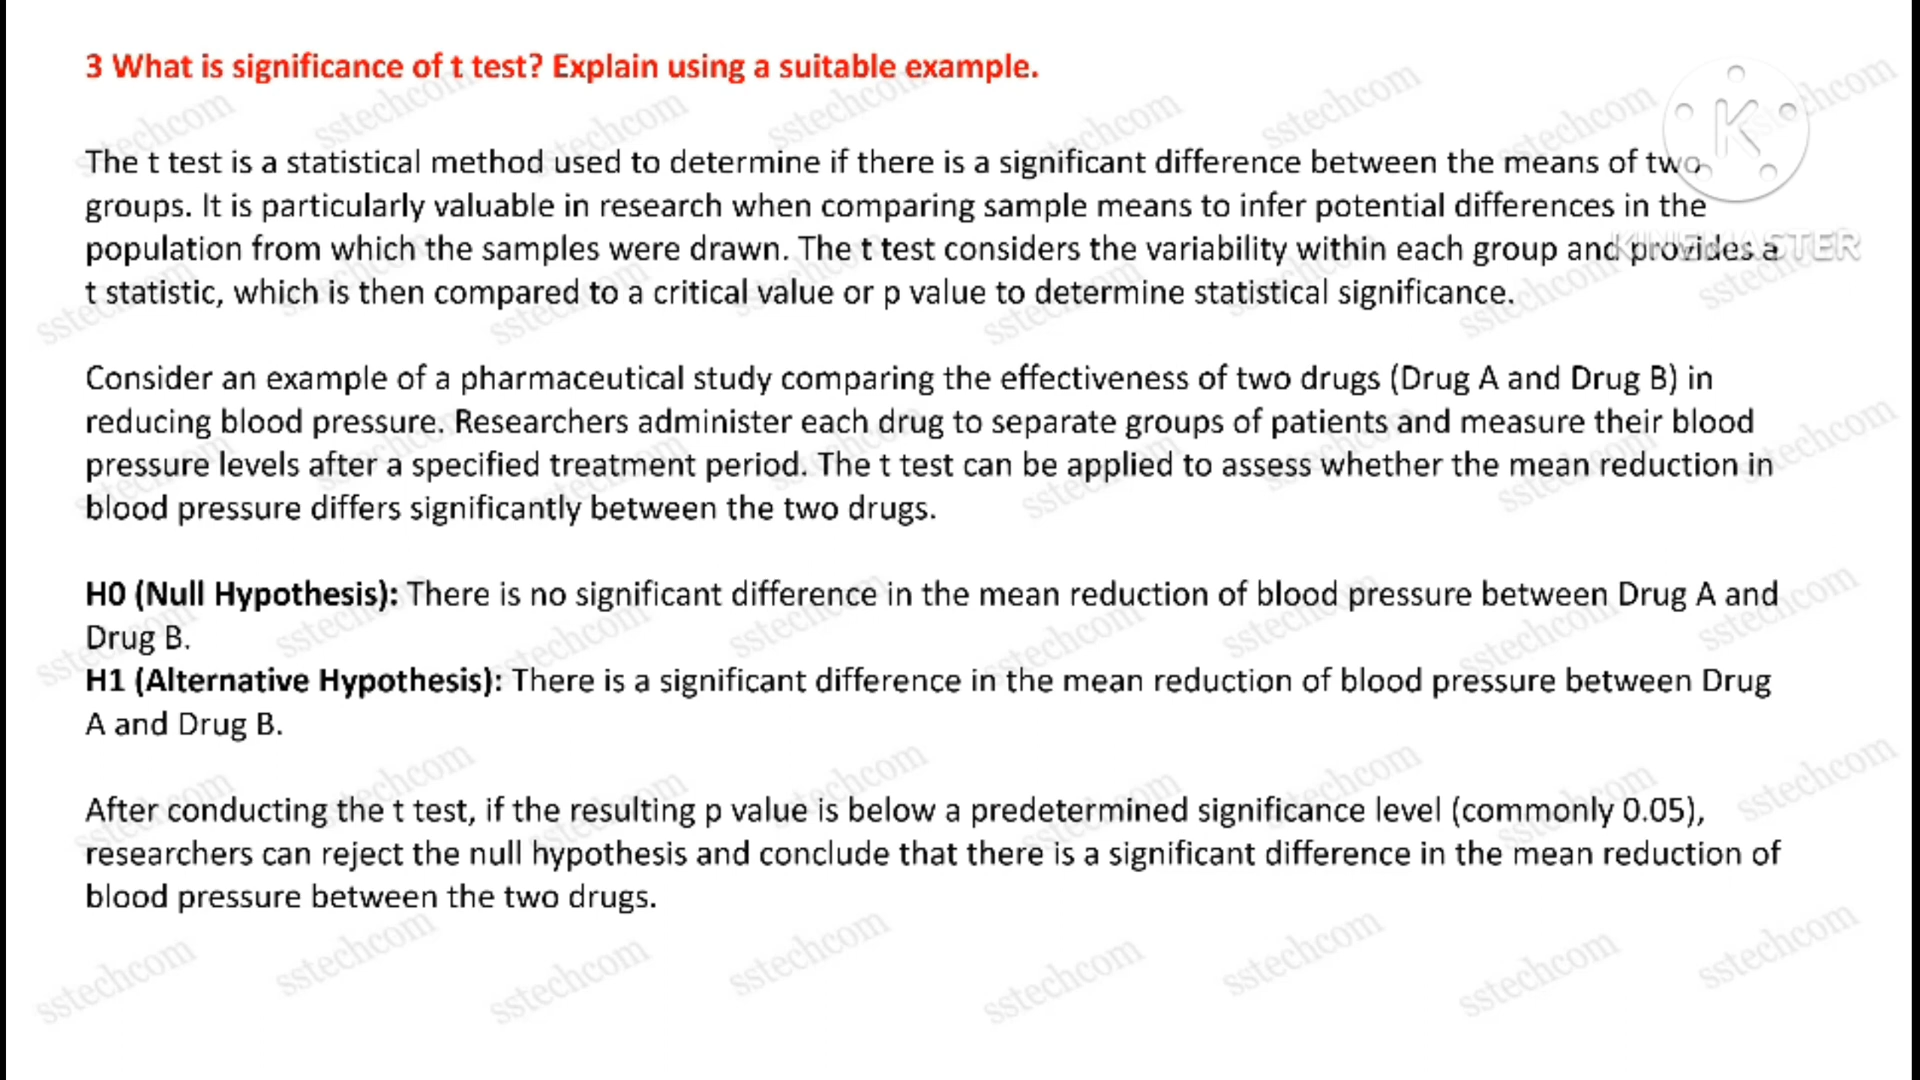 3 What is significance of t test? Explain using a suitable example.
The t test is a statistical method used to determine if there is a significant difference between the means of two
groups. It is particularly valuable in research when comparing sample means to infer potential differences in the
population from which the samples were drawn. The t test considers the variability within each group and provides a
t statistic, which is then compared to a critical value or p value to determine statistical significance.
Consider an example of a pharmaceutical study comparing the effectiveness of two drugs (Drug A and Drug B) in
reducing blood pressure. Researchers administer each drug to separate groups of patients and measure their blood
pressure levels after a specified treatment period. The t test can be applied to assess whether the mean reduction in
blood pressure differs significantly between the two drugs.
H0 (Null Hypothesis): There is no significant difference in the mean reduction of blood pressure between Drug A and
Drug B.
H1 (Alternative Hypothesis): There is a significant difference in the mean reduction of blood pressure between Drug
A and Drug B.
After conducting the t test, if the resulting p value is below a predetermined significance level (commonly 0.05),
researchers can reject the null hypothesis and conclude that there is a significant difference in the mean reduction of
blood pressure between the two drugs.
K
KINEMASTER
sstechcom